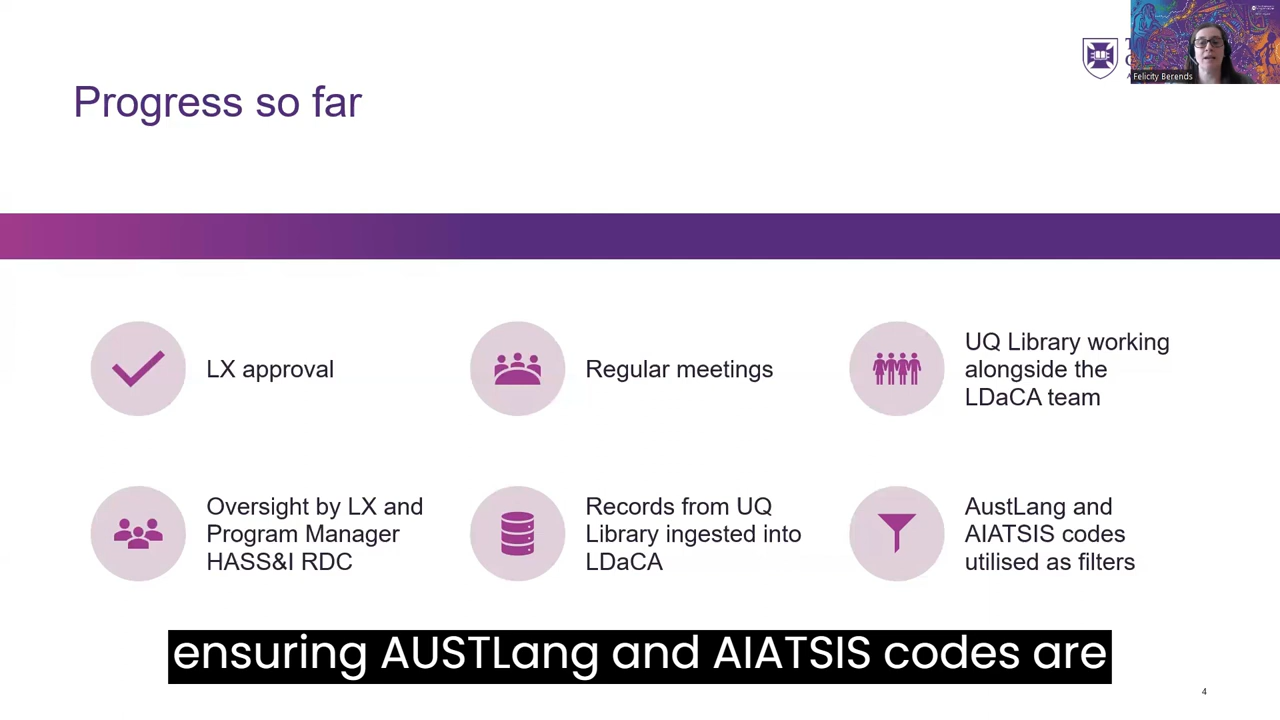 Felicity Berends
Progress so far
LX approval
Regular meetings
UQ Library working
alongside the
LDaCA team
Oversight by LX and
Program Manager
HASS&I RDC
Records from UQ
Library ingested into
LDaCA
AustLang and
AIATSIS codes
utilised as filters
ensuring AUSTLang and AIATSIS codes are
4